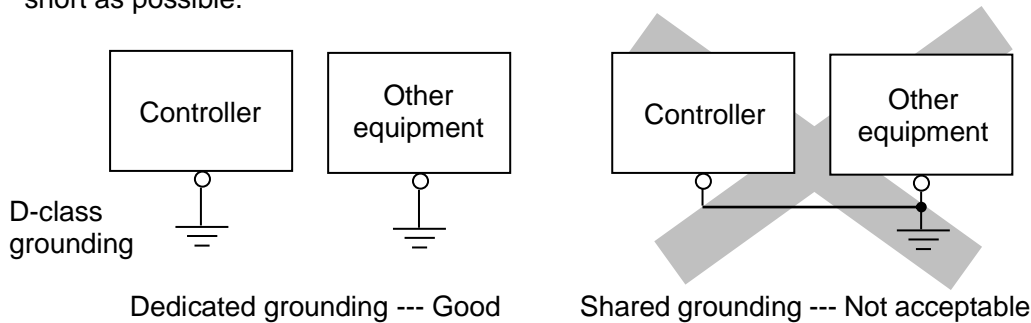 short as possible.
Controller
Other
equipment
Controller
Other
equipment
D-class
grounding
Dedicated grounding --- Good
Shared grounding --- Not acceptable